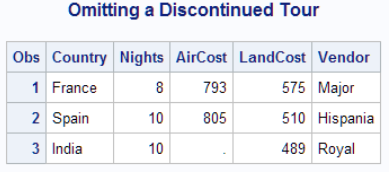 Omitting a Discontinued Tour
Obs Country Nights AirCost LandCost Vendor
1 France 8 793 575 Major
2 Spain 10 805 510 Hispania
3 India 10 . 489 Royal